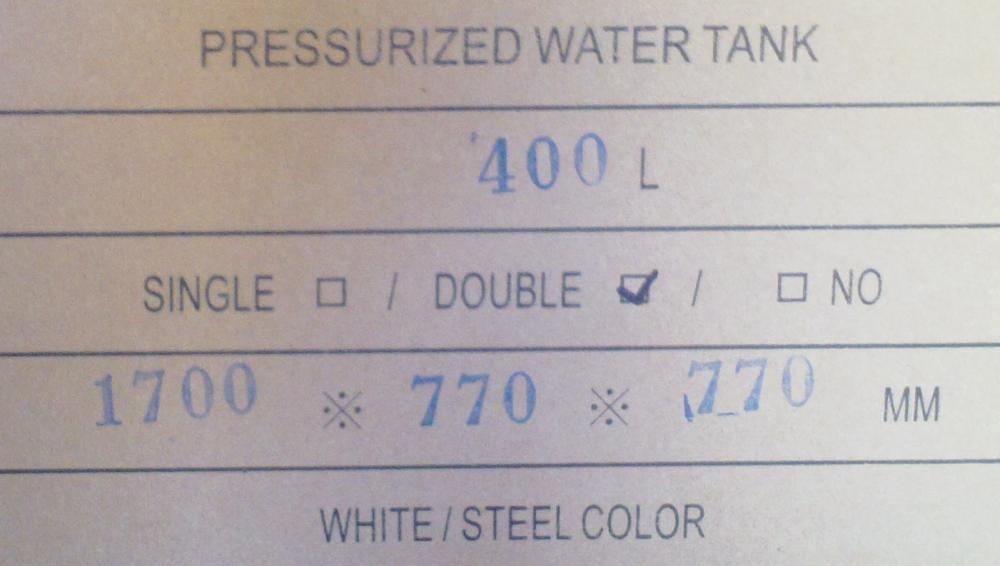 PRESSURIZED WATER TANK
400 L
SINGLE ☐ / DOUBLE ☑ / ☐ NO
1700 ※ 770 ※ 770 MM
WHITE / STEEL COLOR